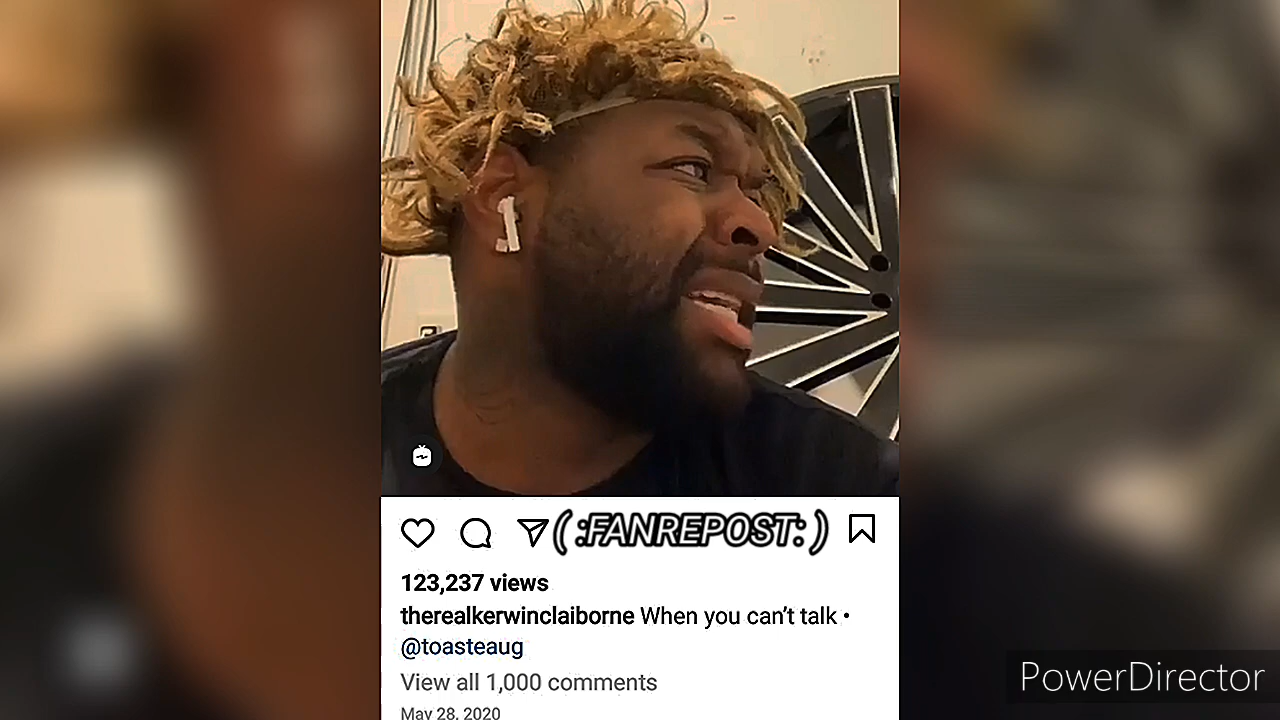 ( :FANREPOST: )
123,237 views
therealkerwinclaiborne When you can't talk •
@toasteaug
View all 1,000 comments
May 28, 2020
PowerDirector